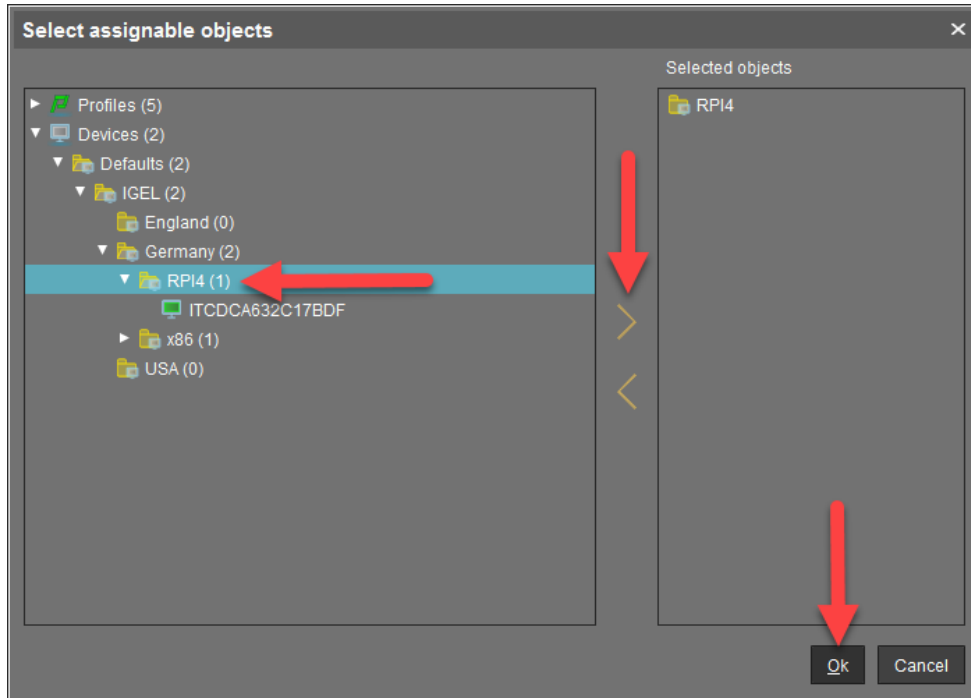 Select assignable objects
Selected objects
Profiles (5)
Devices (2)
Defaults (2)
IGEL (2)
England (0)
Germany (2)
RPI4 (1)
ITCDCA632C17BDF
x86 (1)
USA (0)
RPI4
Ok
Cancel